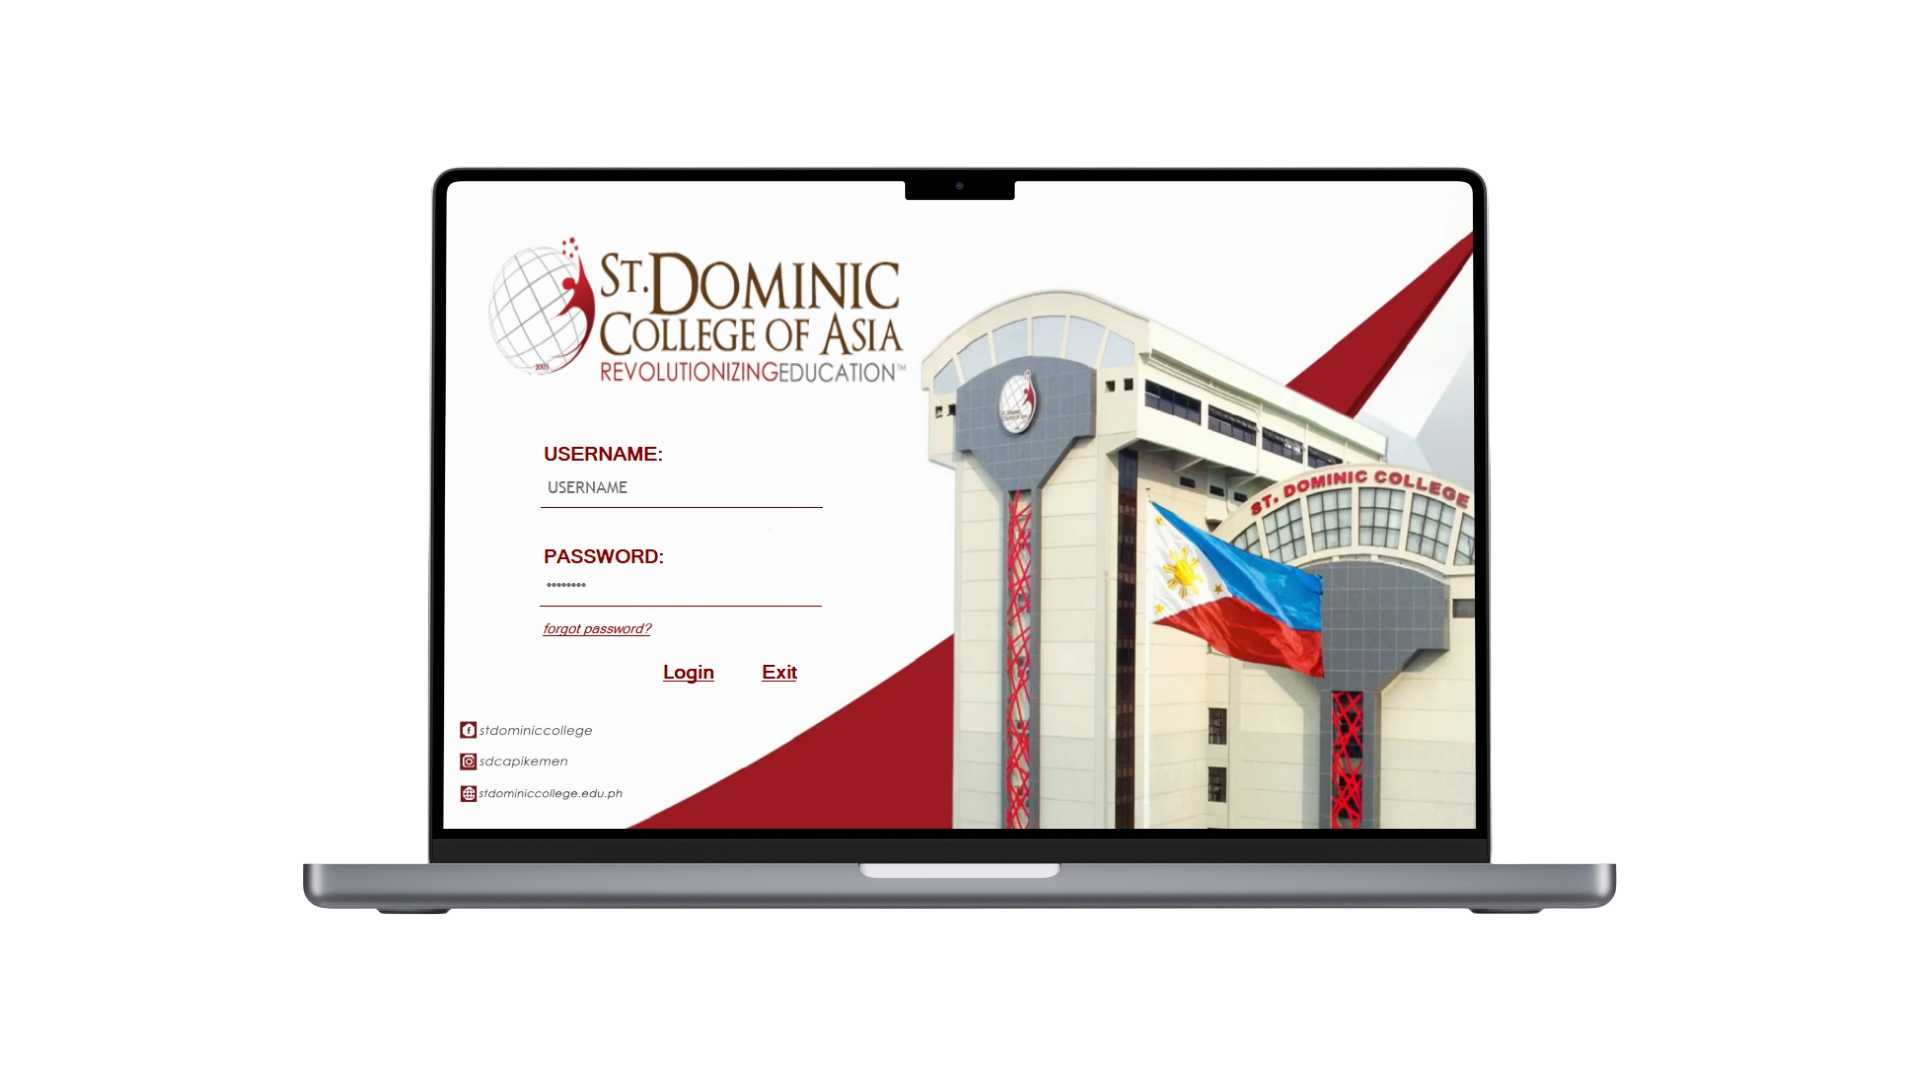 ST. DOMINIC
COLLEGE OF ASIA
REVOLUTIONIZINGEDUCATION™
2003
USERNAME:
USERNAME
PASSWORD:
••••••••
forgot password?
Login Exit
stdominiccollege
sdcapikemen
stdominiccollege.edu.ph
ST. DOMINIC COLLEGE